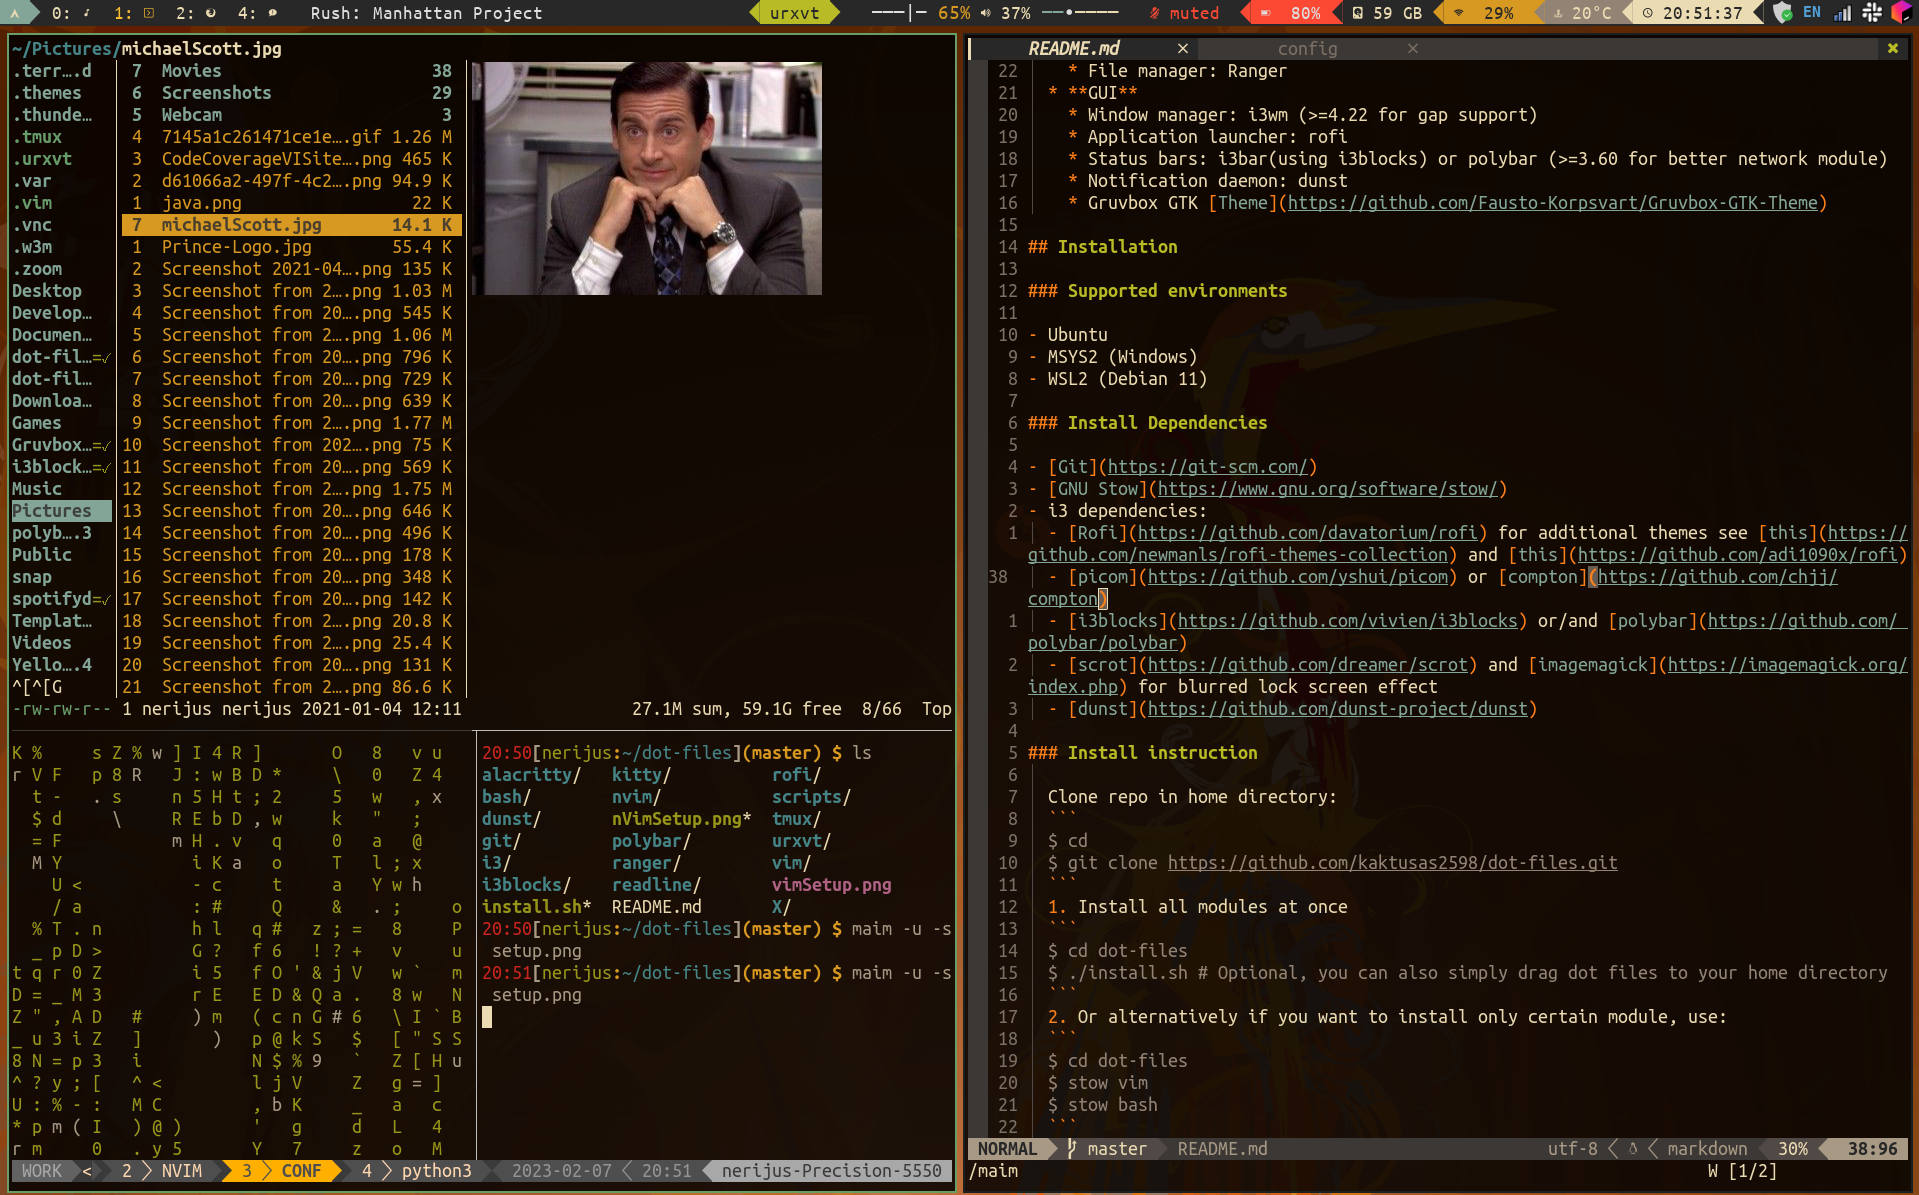 0: 1: 2: 4: Rush: Manhattan Project urxvt 65% 37% muted 80% 59 GB 29% 20°C 20:51:37 EN
~/Pictures/michaelScott.jpg
.terr….d 7 Movies 38
.themes 6 Screenshots 29
.thunde… 5 Webcam 3
.tmux 4 7145a1c261471ce1e….gif 1.26 M
.urxvt 3 CodeCoverageVISite….png 465 K
.var 2 d61066a2-497f-4c2….png 94.9 K
.vim 1 java.png 22 K
.vnc 7 michaelScott.jpg 14.1 K
.w3m 1 Prince-Logo.jpg 55.4 K
.zoom 2 Screenshot 2021-04….png 135 K
Desktop 3 Screenshot from 2….png 1.03 M
Develop… 4 Screenshot from 20….png 545 K
Documen… 5 Screenshot from 2….png 1.06 M
dot-fil…=✓ 6 Screenshot from 20….png 796 K
dot-fil… 7 Screenshot from 20….png 729 K
Downloa… 8 Screenshot from 20….png 639 K
Games 9 Screenshot from 2….png 1.77 M
Gruvbox…=✓ 10 Screenshot from 202….png 75 K
i3block…=✓ 11 Screenshot from 20….png 569 K
Music 12 Screenshot from 2….png 1.75 M
Pictures 13 Screenshot from 20….png 646 K
polyb….3 14 Screenshot from 20….png 496 K
Public 15 Screenshot from 20….png 178 K
snap 16 Screenshot from 20….png 348 K
spotifyd=✓ 17 Screenshot from 20….png 142 K
Templat… 18 Screenshot from 2….png 20.8 K
Videos 19 Screenshot from 2….png 25.4 K
Yello….4 20 Screenshot from 20….png 131 K
^[^[G 21 Screenshot from 2….png 86.6 K
-rw-rw-r-- 1 nerijus nerijus 2021-01-04 12:11 27.1M sum, 59.1G free 8/66 Top
20:50[nerijus:~/dot-files](master) $ ls
alacritty/ kitty/ rofi/
bash/ nvim/ scripts/
dunst/ nVimSetup.png* tmux/
git/ polybar/ urxvt/
i3/ ranger/ vim/
i3blocks/ readline/ vimSetup.png
install.sh* README.md X/
20:50[nerijus:~/dot-files](master) $ maim -u -s
setup.png
20:51[nerijus:~/dot-files](master) $ maim -u -s
setup.png
WORK < 2 NVIM 3 CONF 4 python3 2023-02-07 20:51 nerijus-Precision-5550
README.md × config × ×
22 * File manager: Ranger
21 * **GUI**
20 * Window manager: i3wm (>=4.22 for gap support)
19 * Application launcher: rofi
18 * Status bars: i3bar(using i3blocks) or polybar (>=3.60 for better network module)
17 * Notification daemon: dunst
16 * Gruvbox GTK [Theme](https://github.com/Fausto-Korpsvart/Gruvbox-GTK-Theme)
15
14 ## Installation
13
12 ### Supported environments
11
10 - Ubuntu
9 - MSYS2 (Windows)
8 - WSL2 (Debian 11)
7
6 ### Install Dependencies
5
4 - [Git](https://git-scm.com/)
3 - [GNU Stow](https://www.gnu.org/software/stow/)
2 - i3 dependencies:
1 - [Rofi](https://github.com/davatorium/rofi) for additional themes see [this](https://
github.com/newmanls/rofi-themes-collection) and [this](https://github.com/adi1090x/rofi)
38 - [picom](https://github.com/yshui/picom) or [compton](https://github.com/chjj/
compton)
1 - [i3blocks](https://github.com/vivien/i3blocks) or/and [polybar](https://github.com/
polybar/polybar)
2 - [scrot](https://github.com/dreamer/scrot) and [imagemagick](https://imagemagick.org/
index.php) for blurred lock screen effect
3 - [dunst](https://github.com/dunst-project/dunst)
4
5 ### Install instruction
6
7 Clone repo in home directory:
8 ```
9 $ cd
10 $ git clone https://github.com/kaktusas2598/dot-files.git
11 ```
12 1. Install all modules at once
13 ```
14 $ cd dot-files
15 $ ./install.sh # Optional, you can also simply drag dot files to your home directory
16 ```
17 2. Or alternatively if you want to install only certain module, use:
18 ```
19 $ cd dot-files
20 $ stow vim
21 $ stow bash
22 ```
NORMAL master README.md utf-8 markdown 30% 38:96
/maim W [1/2]